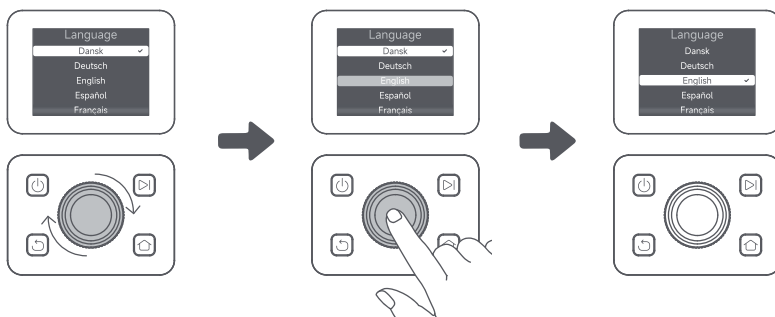 Language
Dansk
Deutsch
English
Español
Français
Language
Dansk
Deutsch
English
Español
Français
Language
Dansk
Deutsch
English
Español
Français